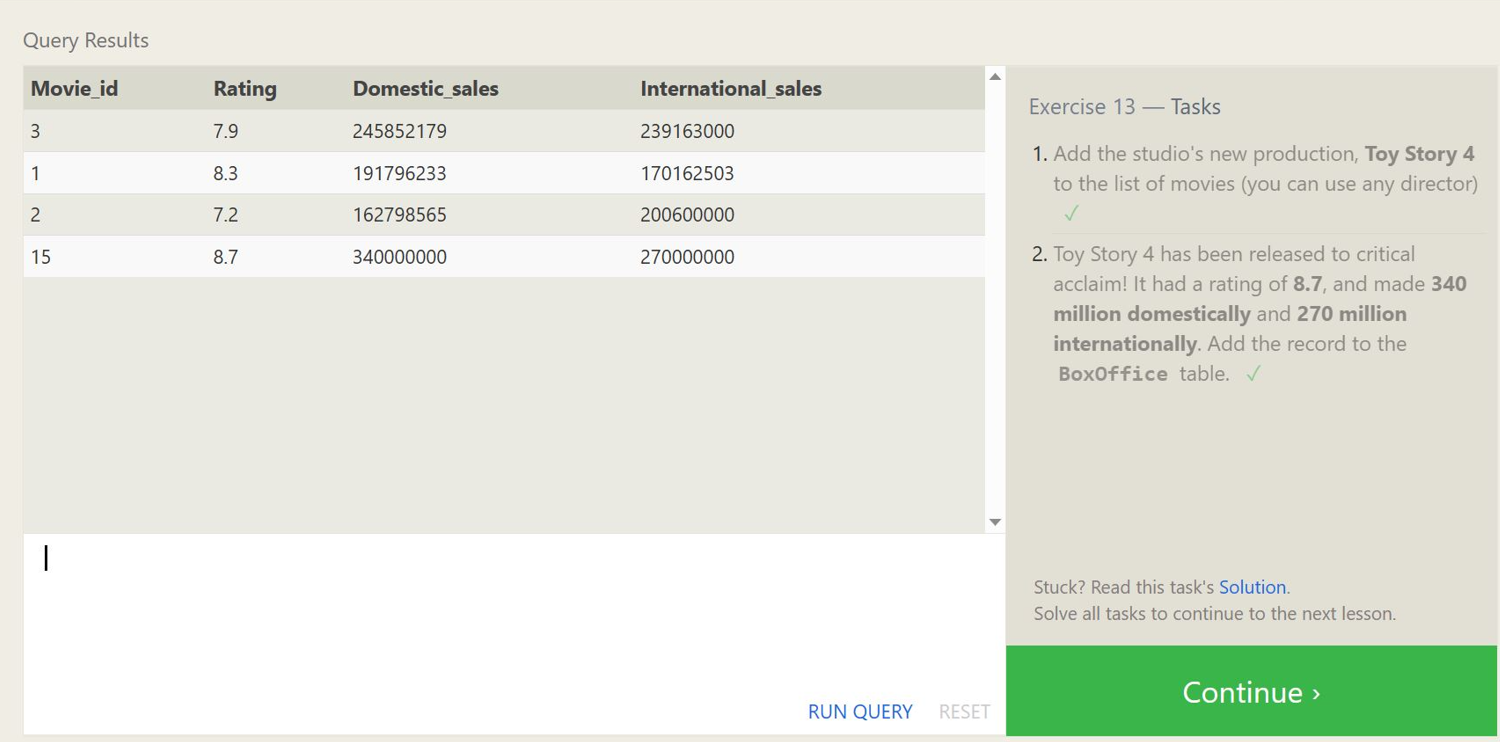 Query Results
Movie_id Rating Domestic_sales International_sales
3 7.9 245852179 239163000
1 8.3 191796233 170162503
2 7.2 162798565 200600000
15 8.7 340000000 270000000
RUN QUERY RESET
Exercise 13 — Tasks
1. Add the studio's new production, Toy Story 4
to the list of movies (you can use any director)
✓
2. Toy Story 4 has been released to critical
acclaim! It had a rating of 8.7, and made 340
million domestically and 270 million
internationally. Add the record to the
BoxOffice table. ✓
Stuck? Read this task's Solution.
Solve all tasks to continue to the next lesson.
Continue ›